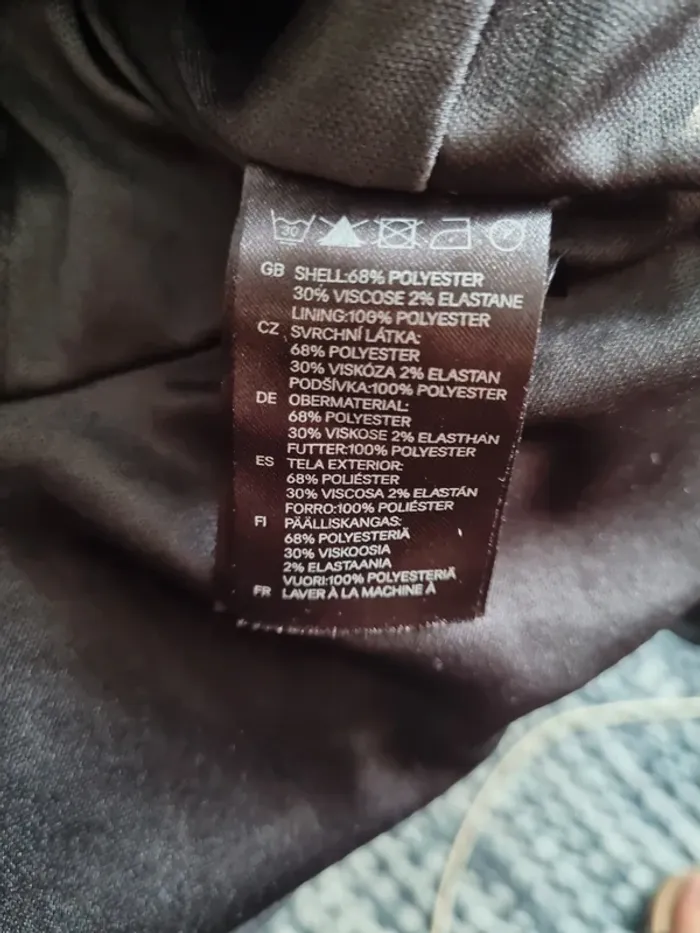 30
GB SHELL:68% POLYESTER
30% VISCOSE 2% ELASTANE
LINING:100% POLYESTER
CZ SVRCHNÍ LÁTKA:
68% POLYESTER
30% VISKÓZA 2% ELASTAN
PODŠÍVKA:100% POLYESTER
DE OBERMATERIAL:
68% POLYESTER
30% VISKOSE 2% ELASTHAN
FUTTER:100% POLYESTER
ES TELA EXTERIOR:
68% POLIÉSTER
30% VISCOSA 2% ELASTÁN
FORRO:100% POLIÉSTER
FI PÄÄLLISKANGAS:
68% POLYESTERIÄ
30% VISKOOSIA
2% ELASTAANIA
VUORI:100% POLYESTERIÄ
FR LAVER À LA MACHINE À